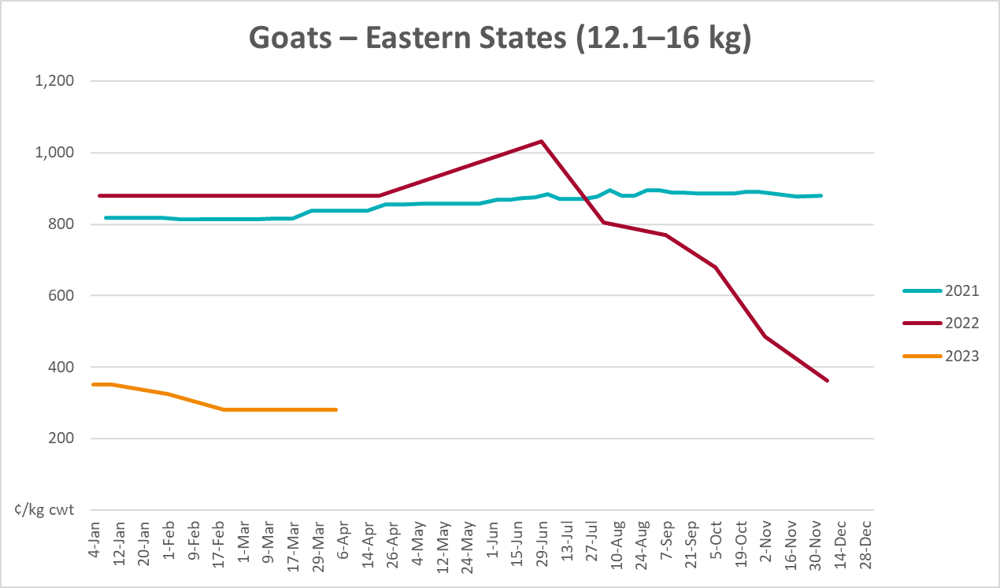 Goats – Eastern States (12.1–16 kg)
1,200
1,000
800
600
400
200
¢/kg cwt
4-Jan
12-Jan
20-Jan
1-Feb
9-Feb
17-Feb
1-Mar
9-Mar
17-Mar
29-Mar
6-Apr
14-Apr
26-Apr
4-May
12-May
24-May
1-Jun
15-Jun
29-Jun
13-Jul
27-Jul
10-Aug
24-Aug
7-Sep
21-Sep
5-Oct
19-Oct
2-Nov
16-Nov
30-Nov
14-Dec
28-Dec
2021
2022
2023